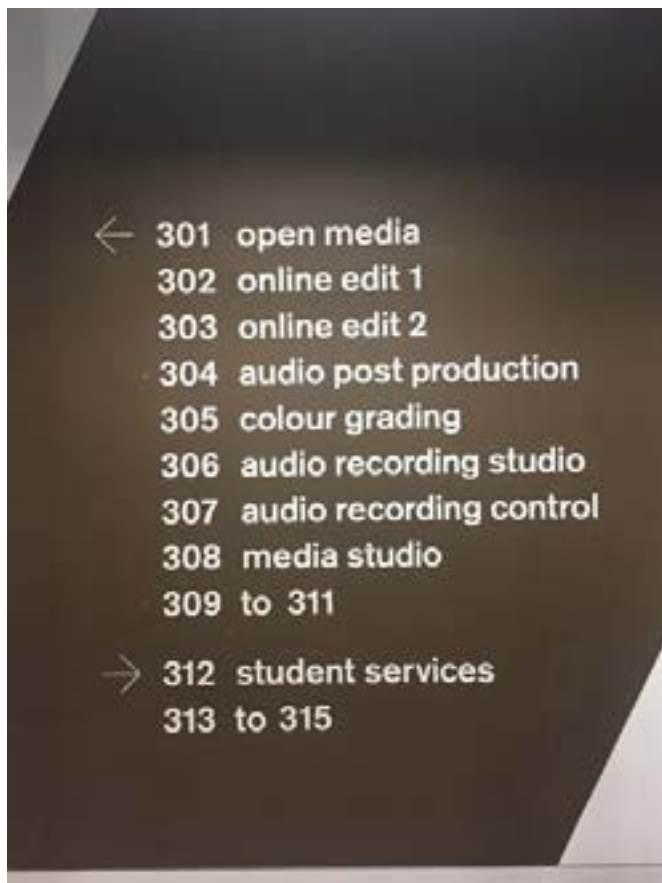 ← 301 open media
302 online edit 1
303 online edit 2
304 audio post production
305 colour grading
306 audio recording studio
307 audio recording control
308 media studio
309 to 311
→ 312 student services
313 to 315